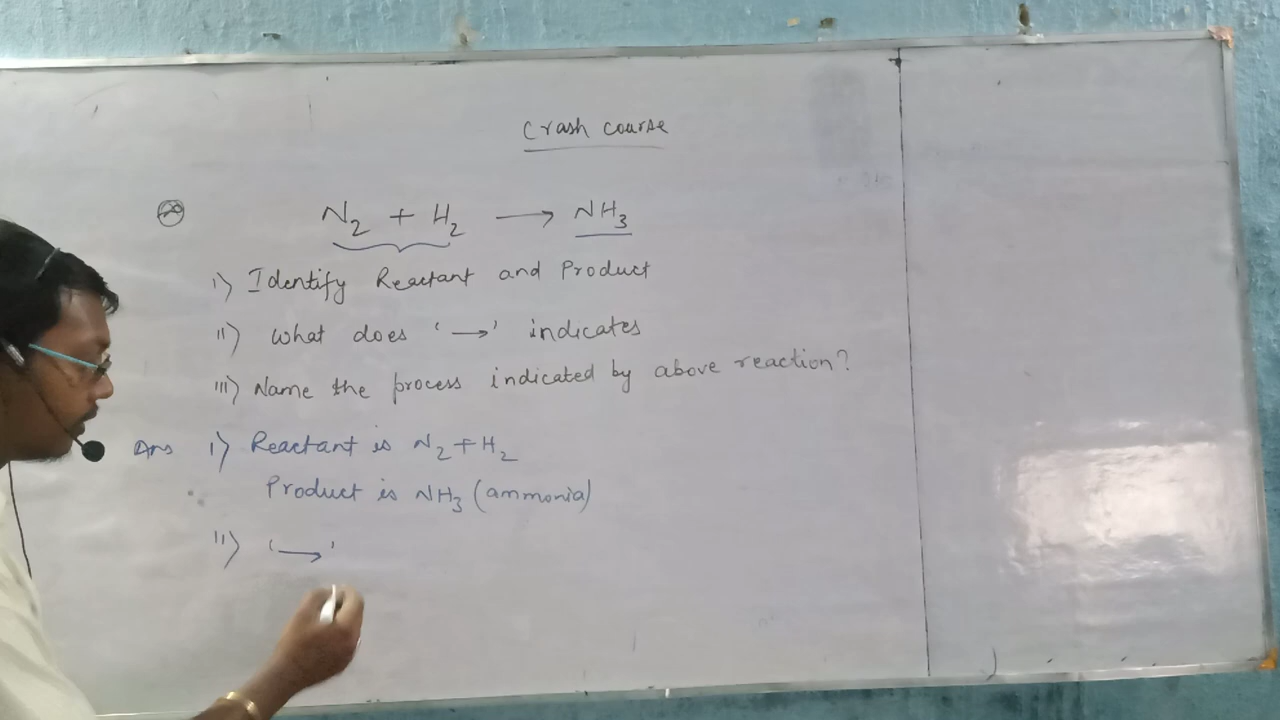 Crash course
N₂ + H₂ ⟶ NH₃
i) Identify Reactant and Product
ii) What does '⟶' indicates
iii) Name the process indicated by above reaction?
Ans i) Reactant is N₂+H₂
Product is NH₃ (ammonia)
ii) '⟶'